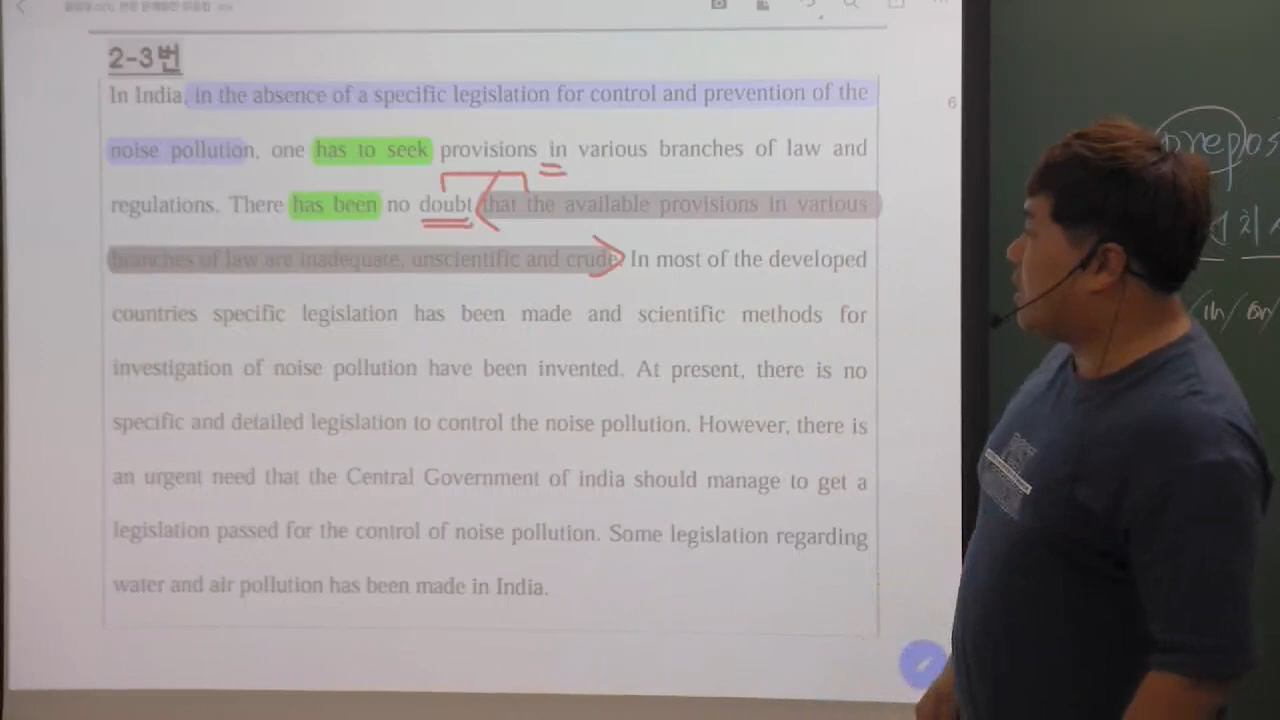 2-3번
In India, in the absence of a specific legislation for control and prevention of the
noise pollution, one has to seek provisions in various branches of law and
regulations. There has been no doubt that the available provisions in various
branches of law are inadequate, unscientific and crude. In most of the developed
countries specific legislation has been made and scientific methods for
investigation of noise pollution have been invented. At present, there is no
specific and detailed legislation to control the noise pollution. However, there is
an urgent need that the Central Government of india should manage to get a
legislation passed for the control of noise pollution. Some legislation regarding
water and air pollution has been made in India.
6
prepos
치
/in/ on/